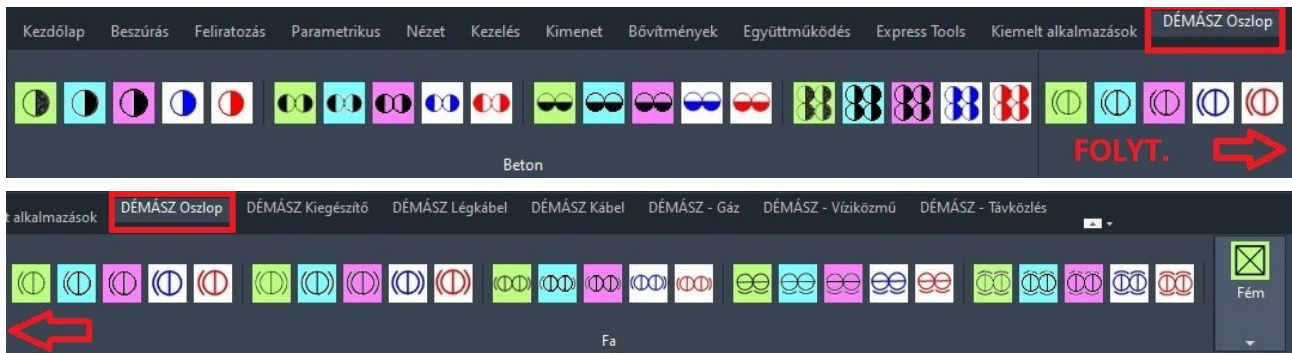 Kezdőlap Beszúrás Feliratozás Parametrikus Nézet Kezelés Kimenet Bővítmények Együttműködés Express Tools Kiemelt alkalmazások DÉMÁSZ Oszlop
FOLYT.
Beton
t alkalmazások DÉMÁSZ Oszlop DÉMÁSZ Kiegészítő DÉMÁSZ Légkábel DÉMÁSZ Kábel DÉMÁSZ - Gáz DÉMÁSZ - Víziközmű DÉMÁSZ - Távközlés
Fém
Fa